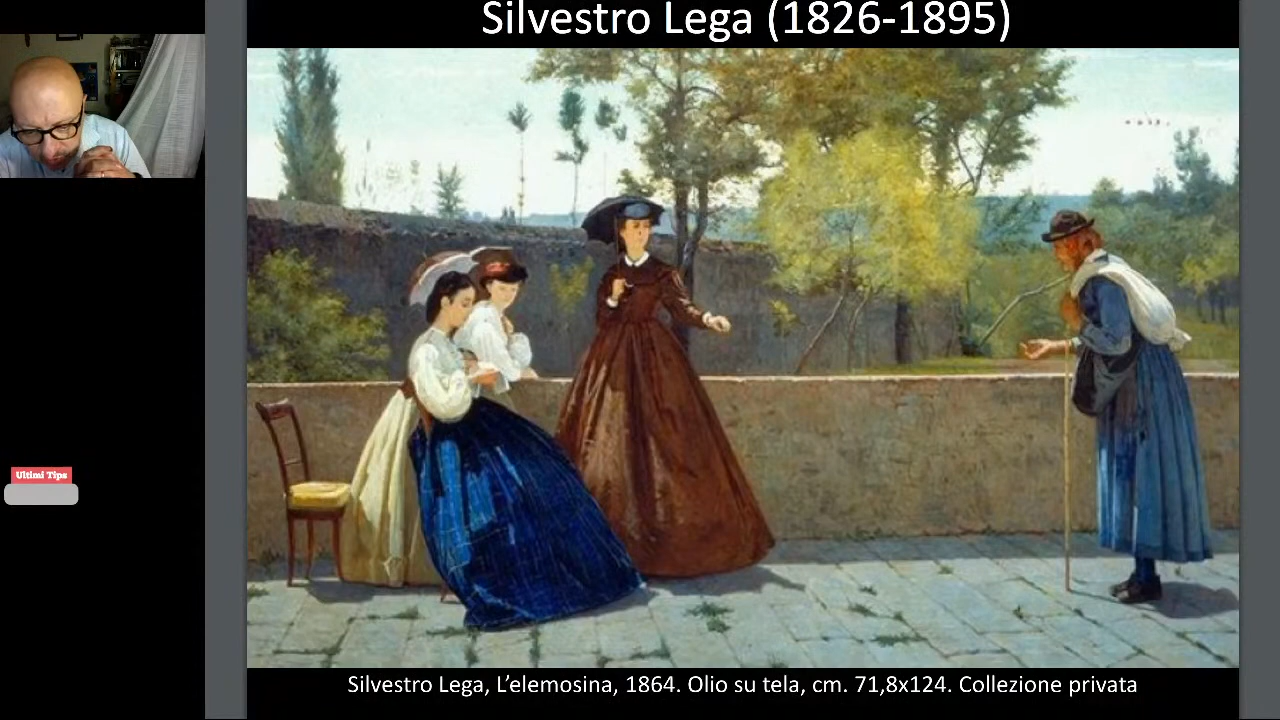 Silvestro Lega (1826-1895)
Ultimi Tips
Silvestro Lega, L’elemosina, 1864. Olio su tela, cm. 71,8x124. Collezione privata